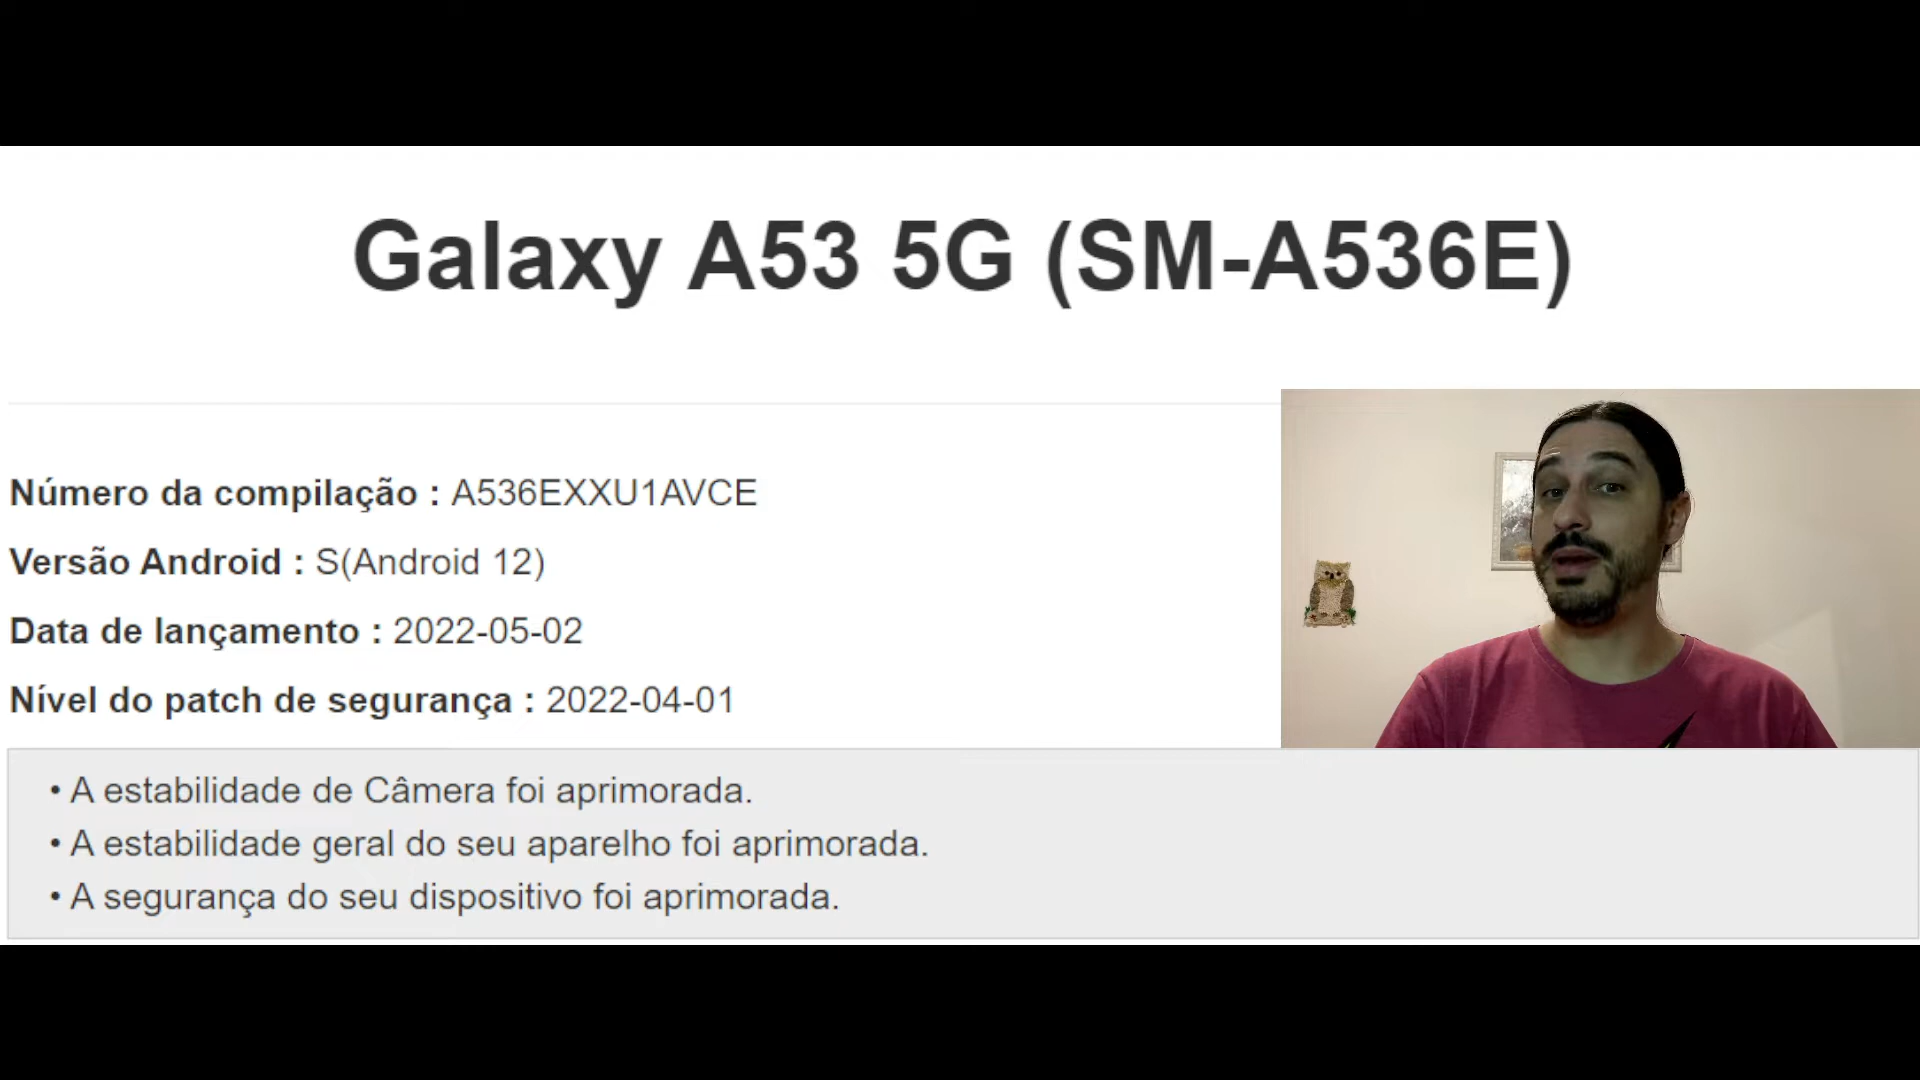 Galaxy A53 5G (SM-A536E)
Número da compilação : A536EXXU1AVCE
Versão Android : S(Android 12)
Data de lançamento : 2022-05-02
Nível do patch de segurança : 2022-04-01
• A estabilidade de Câmera foi aprimorada.
• A estabilidade geral do seu aparelho foi aprimorada.
• A segurança do seu dispositivo foi aprimorada.